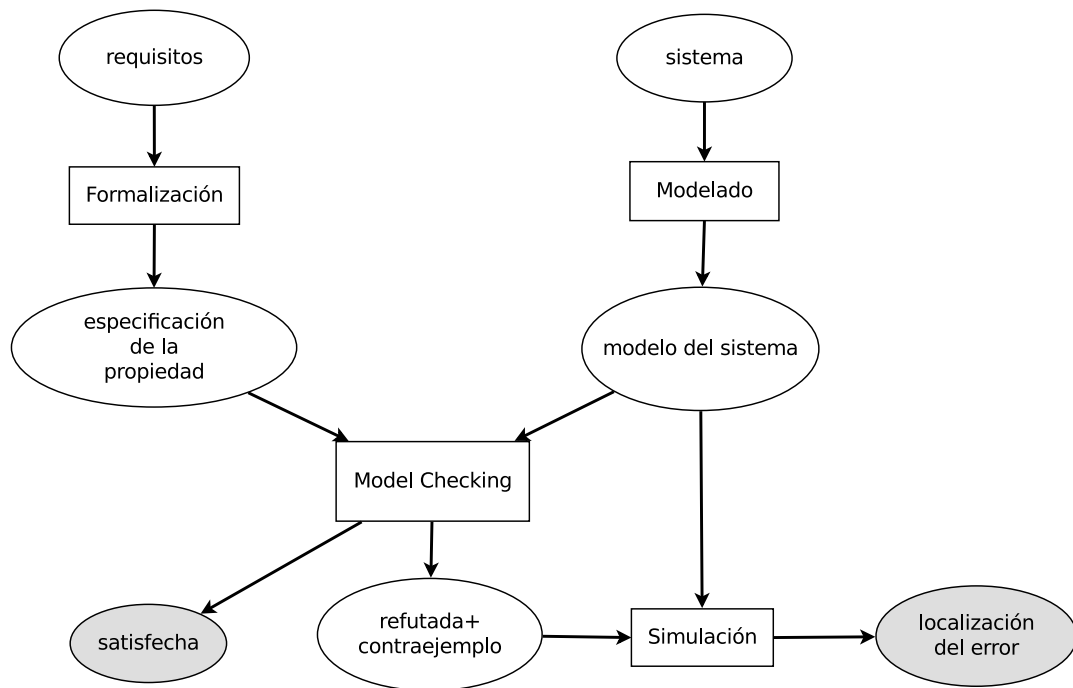 requisitos
sistema
Formalización
Modelado
especificación
de la
propiedad
modelo del sistema
Model Checking
satisfecha
refutada+
contraejemplo
Simulación
localización
del error